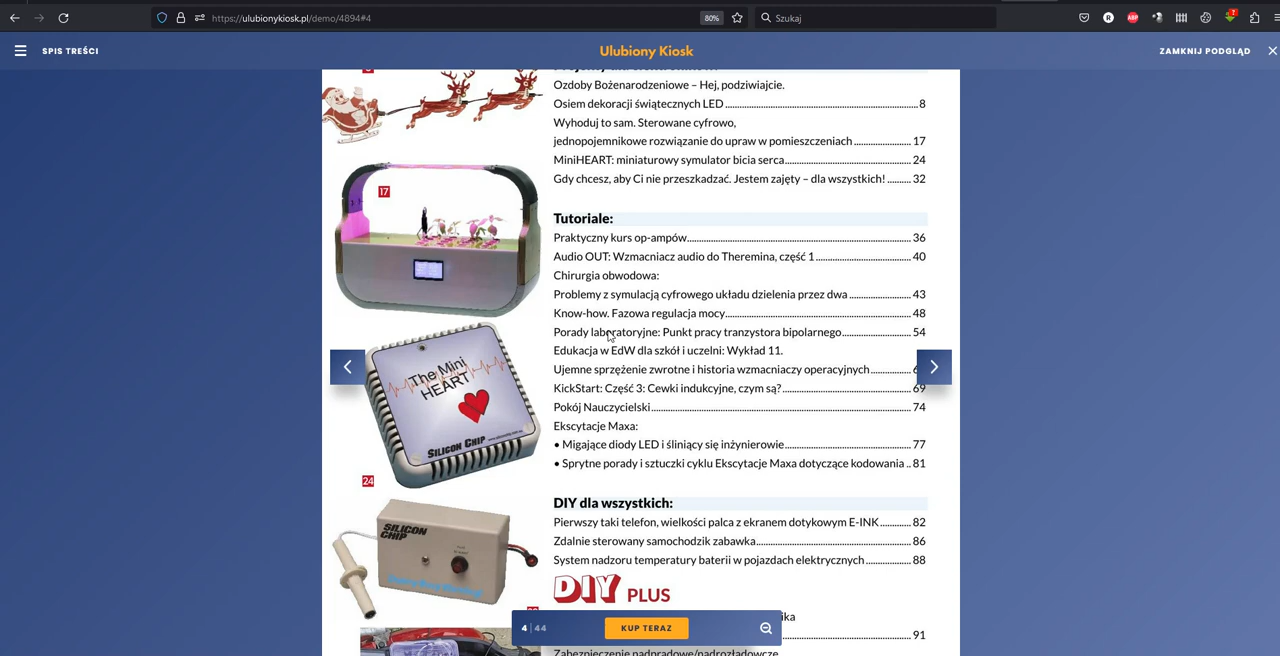 https://ulubionykiosk.pl/demo/4894#4
80%
Szukaj
SPIS TREŚCI
Ulubiony Kiosk
ZAMKNIJ PODGLĄD
Ozdoby Bożenarodzeniowe – Hej, podziwiajcie.
Osiem dekoracji świątecznych LED 8
Wyhoduj to sam. Sterowane cyfrowo,
jednopojemnikowe rozwiązanie do upraw w pomieszczeniach 17
MiniHEART: miniaturowy symulator bicia serca 24
Gdy chcesz, aby Ci nie przeszkadzać. Jestem zajęty – dla wszystkich! 32
17
Tutoriale:
Praktyczny kurs op-ampów 36
Audio OUT: Wzmacniacz audio do Theremina, część 1 40
Chirurgia obwodowa:
Problemy z symulacją cyfrowego układu dzielenia przez dwa 43
Know-how. Fazowa regulacja mocy 48
Porady laboratoryjne: Punkt pracy tranzystora bipolarnego 54
Edukacja w EdW dla szkół i uczelni: Wykład 11.
Ujemne sprzężenie zwrotne i historia wzmacniaczy operacyjnych
KickStart: Część 3: Cewki indukcyjne, czym są? 69
Pokój Nauczycielski 74
Ekscytacje Maxa:
• Migające diody LED i śliniący się inżynierowie 77
• Sprytne porady i sztuczki cyklu Ekscytacje Maxa dotyczące kodowania 81
The Mini
HEART
SILICON CHIP
24
DIY dla wszystkich:
Pierwszy taki telefon, wielkości palca z ekranem dotykowym E-INK 82
Zdalnie sterowany samochodzik zabawka 86
System nadzoru temperatury baterii w pojazdach elektrycznych 88
SILICON
CHIP
DIY PLUS
ika
91
Zabezpieczenie nadprądowe/nadrozładowcze
4 | 44
KUP TERAZ